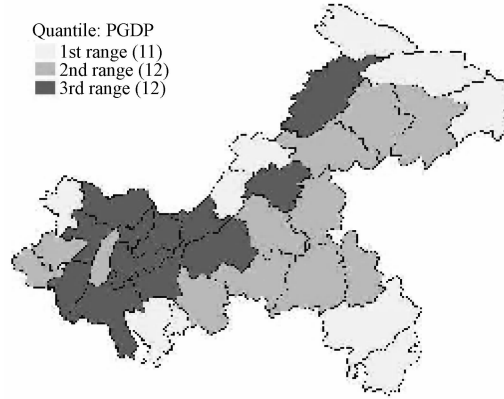 Quantile: PGDP
1st range (11)
2nd range (12)
3rd range (12)